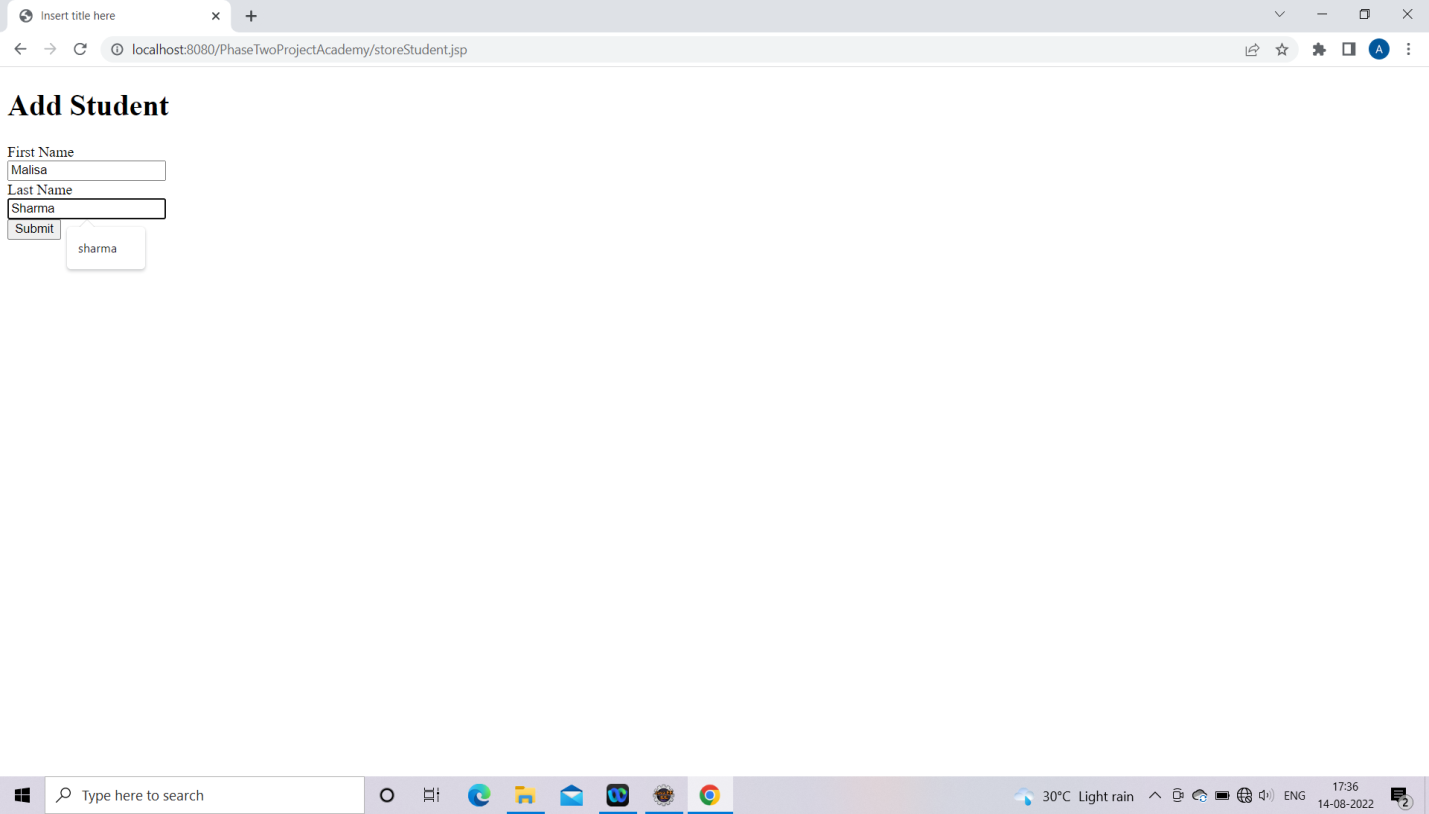 Insert title here
localhost:8080/PhaseTwoProjectAcademy/storeStudent.jsp
A
Add Student
First Name
Malisa
Last Name
Sharma
Submit
sharma
Type here to search
30°C Light rain
ENG
17:36
14-08-2022
2